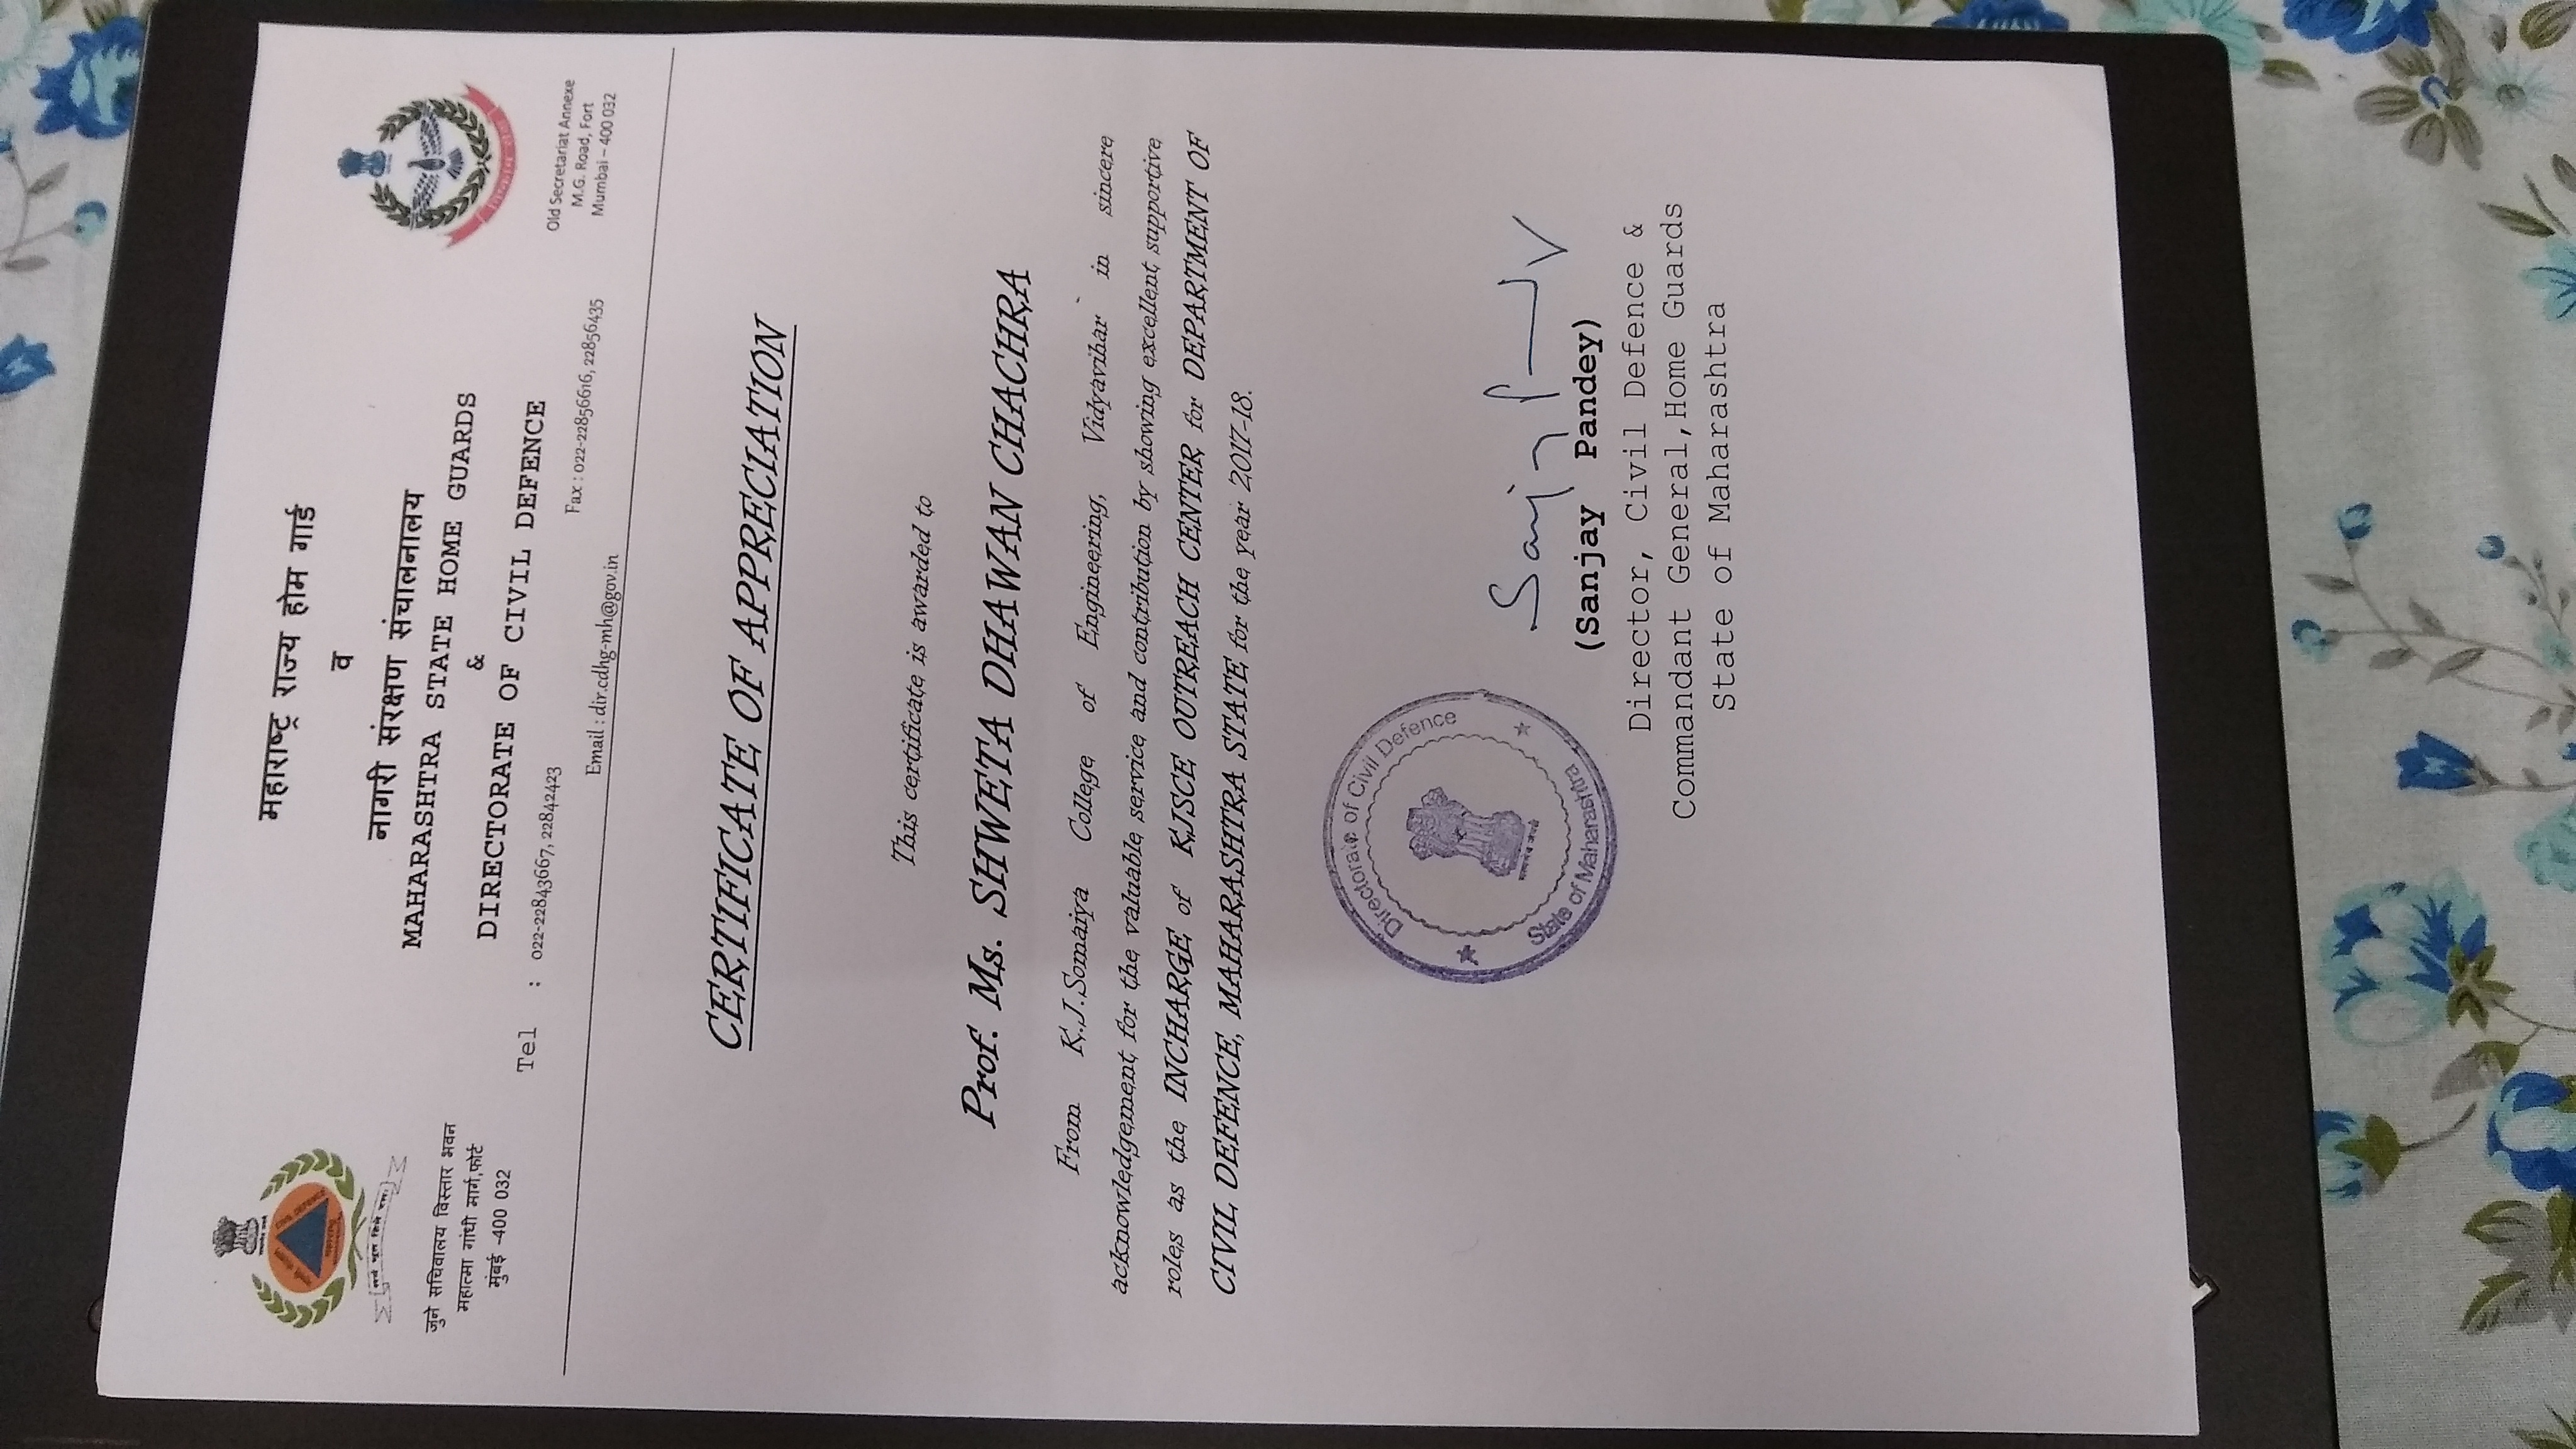 महाराष्ट्र राज्य होम गार्ड
व
नागरी संरक्षण संचालनालय
MAHARASHTRA STATE HOME GUARDS
&
DIRECTORATE OF CIVIL DEFENCE
जुने सचिवालय विस्तार भवन
महात्मा गांधी मार्ग,फोर्ट
मुंबई -400 032
Old Secretariat Annexe
M.G. Road, Fort
Mumbai – 400 032
Tel : 022-22843667, 22842423
Fax : 022-22856616, 22856435
Email : dir.cdhg-mh@gov.in
CERTIFICATE OF APPRECIATION
This certificate is awarded to
Prof. Ms. SHWETA DHAWAN CHACHRA
From K.J.Somaiya College of Engineering, Vidyavihar in sincere
acknowledgement for the valuable service and contribution by showing excellent supportive
roles as the INCHARGE of KJSCE OUTREACH CENTER for DEPARTMENT OF
CIVIL DEFENCE, MAHARASHTRA STATE for the year 2017-18.
Directorate of Civil Defence
State of Maharashtra
(Sanjay Pandey)
Director, Civil Defence &
Commandant General,Home Guards
State of Maharashtra